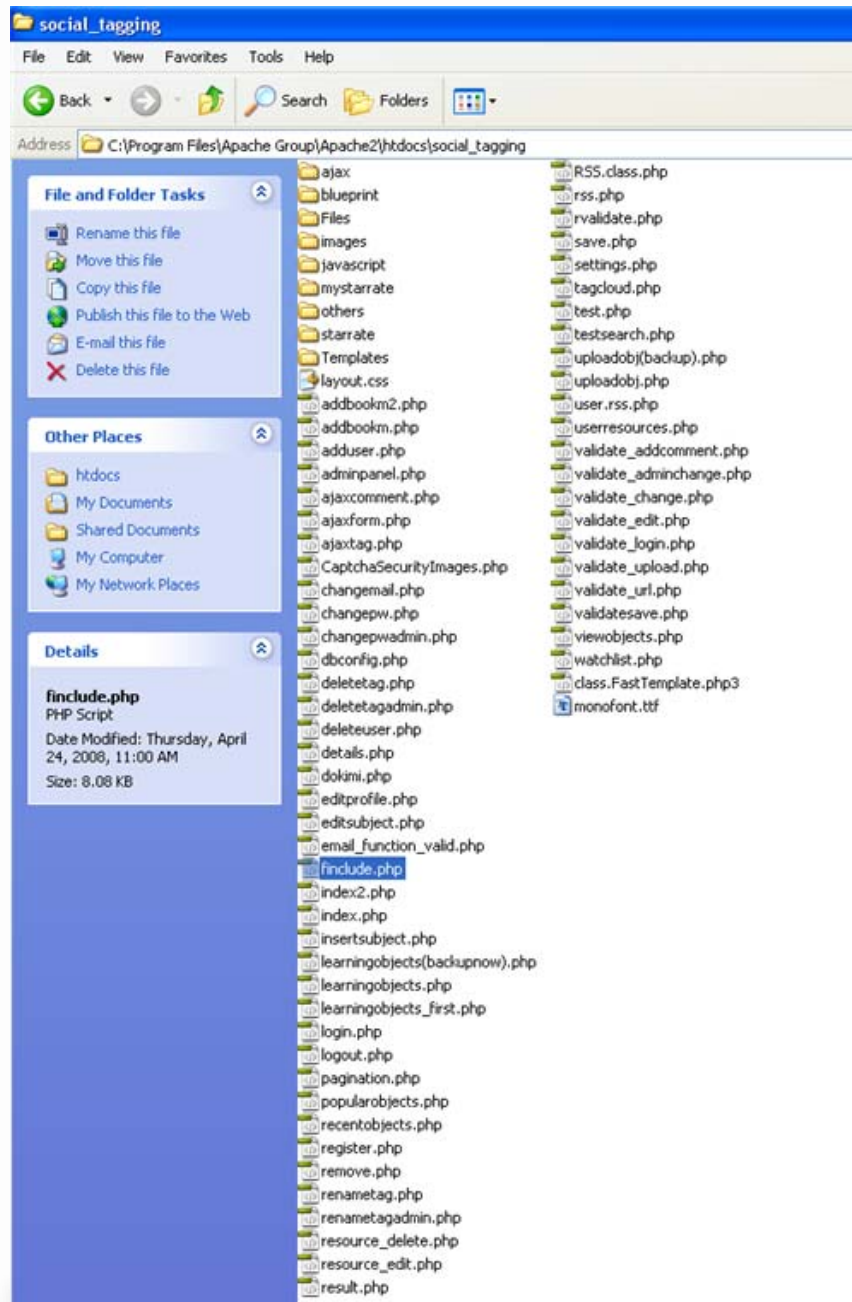 social_tagging
File Edit View Favorites Tools Help
Back Search Folders
Address C:\Program Files\Apache Group\Apache2\htdocs\social_tagging
File and Folder Tasks
Rename this file
Move this file
Copy this file
Publish this file to the Web
E-mail this file
Delete this file
Other Places
htdocs
My Documents
Shared Documents
My Computer
My Network Places
Details
finclude.php
PHP Script
Date Modified: Thursday, April
24, 2008, 11:00 AM
Size: 8.08 KB
ajax
blueprint
Files
images
javascript
mystarrate
others
starrate
Templates
layout.css
addbookm2.php
addbookm.php
adduser.php
adminpanel.php
ajaxcomment.php
ajaxform.php
ajaxtag.php
CaptchaSecurityImages.php
changemail.php
changepw.php
changepwadmin.php
dbconfig.php
deletetag.php
deletetagadmin.php
deleteuser.php
details.php
dokimi.php
editprofile.php
editsubject.php
email_function_valid.php
finclude.php
index2.php
index.php
insertsubject.php
learningobjects(backupnow).php
learningobjects.php
learningobjects_first.php
login.php
logout.php
pagination.php
popularobjects.php
recentobjects.php
register.php
remove.php
renametag.php
renametagadmin.php
resource_delete.php
resource_edit.php
result.php
RSS.class.php
rss.php
rvalidate.php
save.php
settings.php
tagcloud.php
test.php
testsearch.php
uploadobj(backup).php
uploadobj.php
user.rss.php
userresources.php
validate_addcomment.php
validate_adminchange.php
validate_change.php
validate_edit.php
validate_login.php
validate_upload.php
validate_url.php
validatesave.php
viewobjects.php
watchlist.php
class.FastTemplate.php3
monofont.ttf